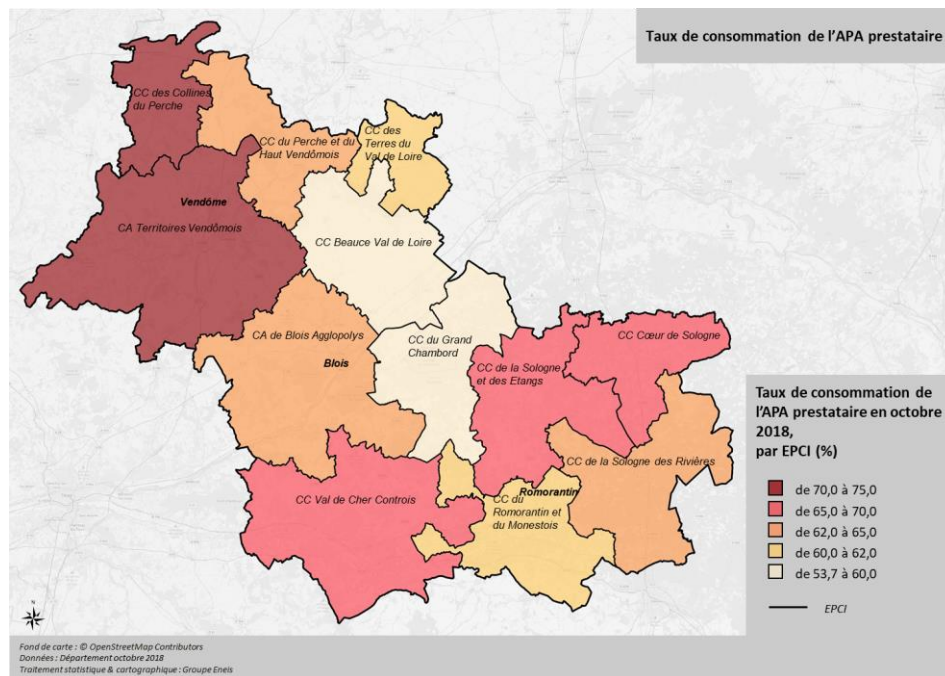 Taux de consommation de l’APA prestataire
CC des Collines
du Perche
CC du Perche et du
Haut Vendômois
CC des
Terres du
Val de Loire
Vendôme
CA Territoires Vendômois
CC Beauce Val de Loire
CA de Blois Agglopolys
Blois
CC du Grand
Chambord
CC Cœur de Sologne
CC de la Sologne
et des Etangs
CC de la Sologne des Rivières
CC Val de Cher Controis
Romorantin
CC du
Romorantin et
du Monestois
Taux de consommation de
l’APA prestataire en octobre
2018,
par EPCI (%)
de 70,0 à 75,0
de 65,0 à 70,0
de 62,0 à 65,0
de 60,0 à 62,0
de 53,7 à 60,0
EPCI
N
Fond de carte : © OpenStreetMap Contributors
Données : Département octobre 2018
Traitement statistique & cartographique : Groupe Eneis